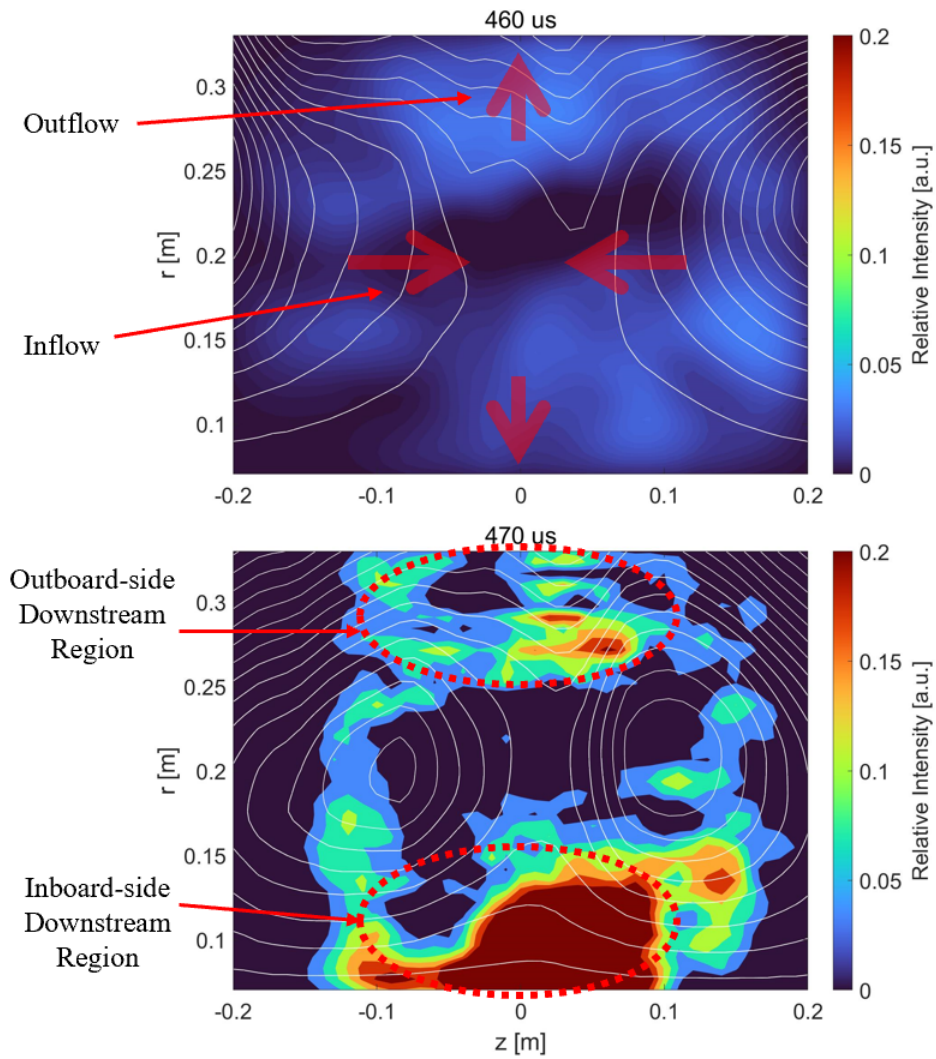 460 us
0.3
0.25
0.2
0.15
0.1
r [m]
-0.2
-0.1
0
0.1
0.2
0.2
0.15
0.1
0.05
0
Relative Intensity [a.u.]
Outflow
Inflow
470 us
0.3
0.25
0.2
0.15
0.1
r [m]
-0.2
-0.1
0
0.1
0.2
z [m]
0.2
0.15
0.1
0.05
0
Relative Intensity [a.u.]
Outboard-side
Downstream
Region
Inboard-side
Downstream
Region